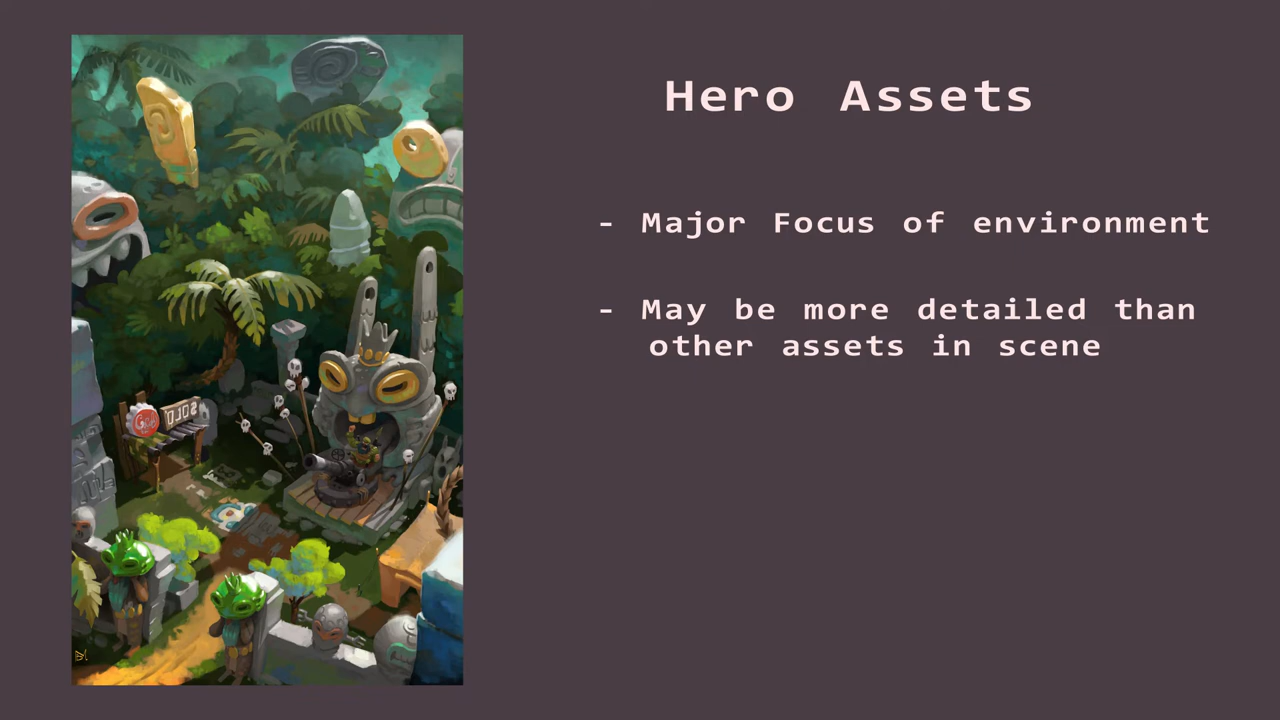 Hero Assets
- Major Focus of environment
- May be more detailed than
other assets in scene